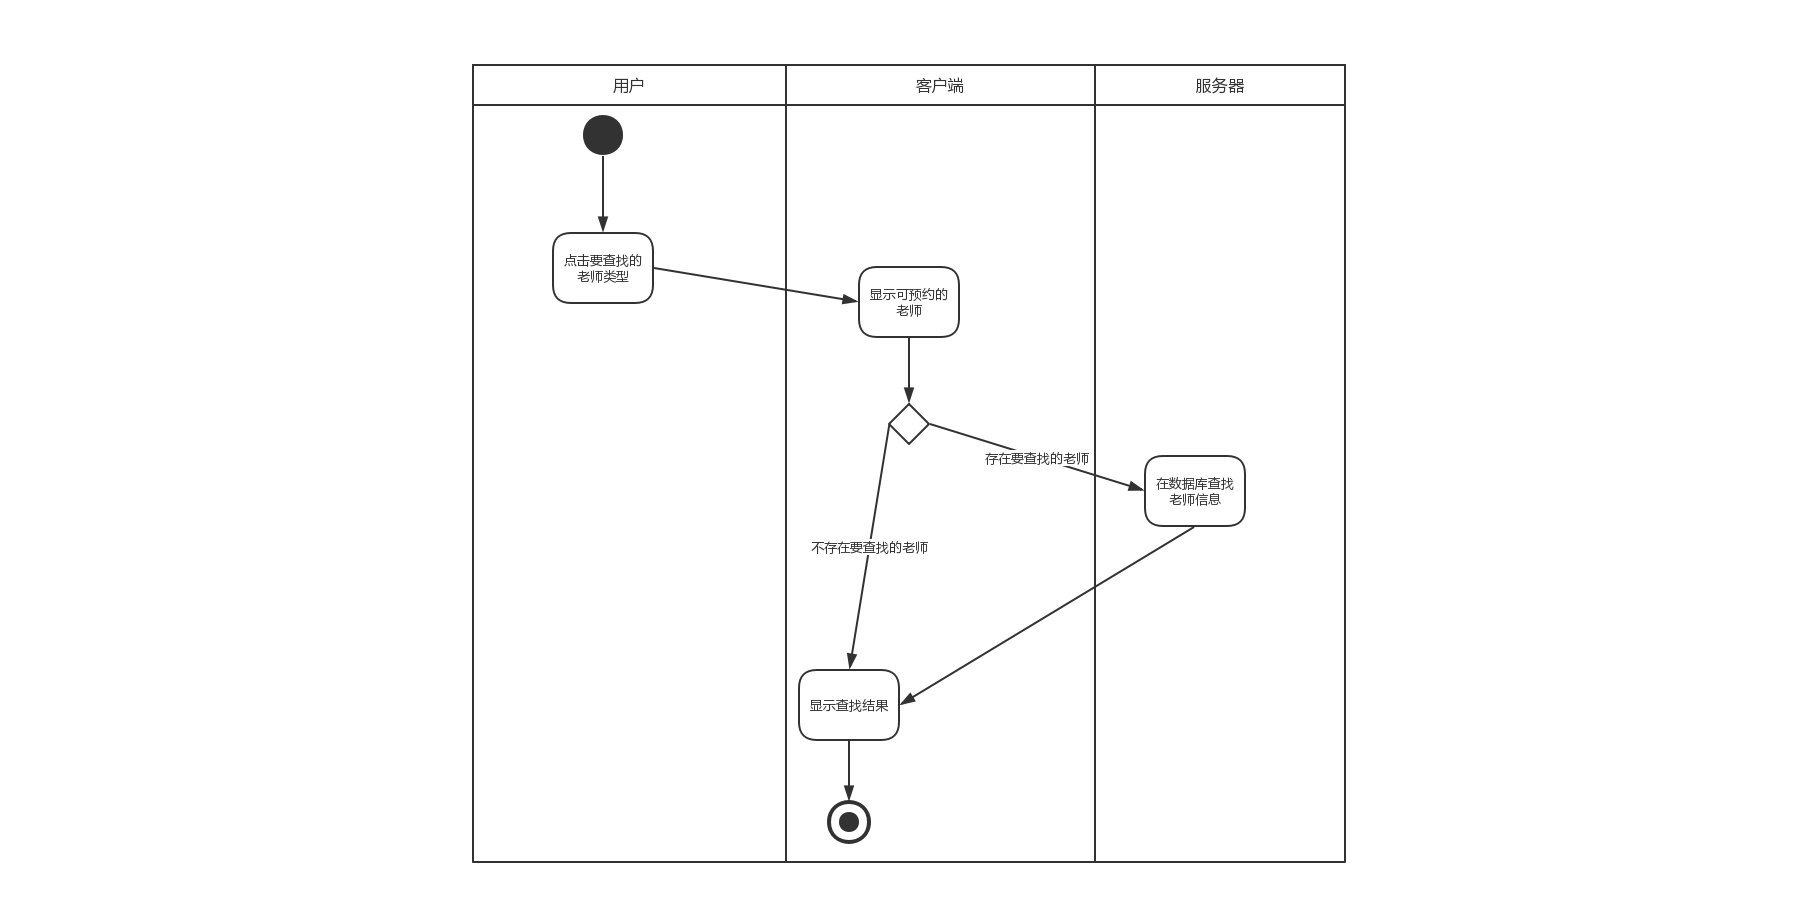 用户
客户端
服务器
点击要查找的
老师类型
显示可预约的
老师
存在要查找的老师
在数据库查找
老师信息
不存在要查找的老师
显示查找结果